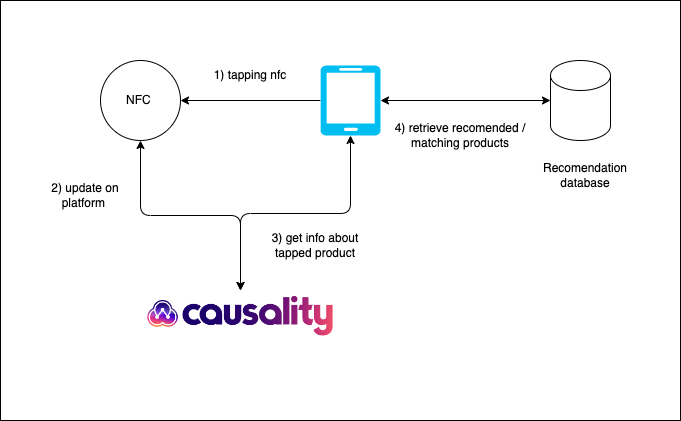 1) tapping nfc
NFC
4) retrieve recomended /
matching products
Recomendation
database
2) update on
platform
3) get info about
tapped product
causality